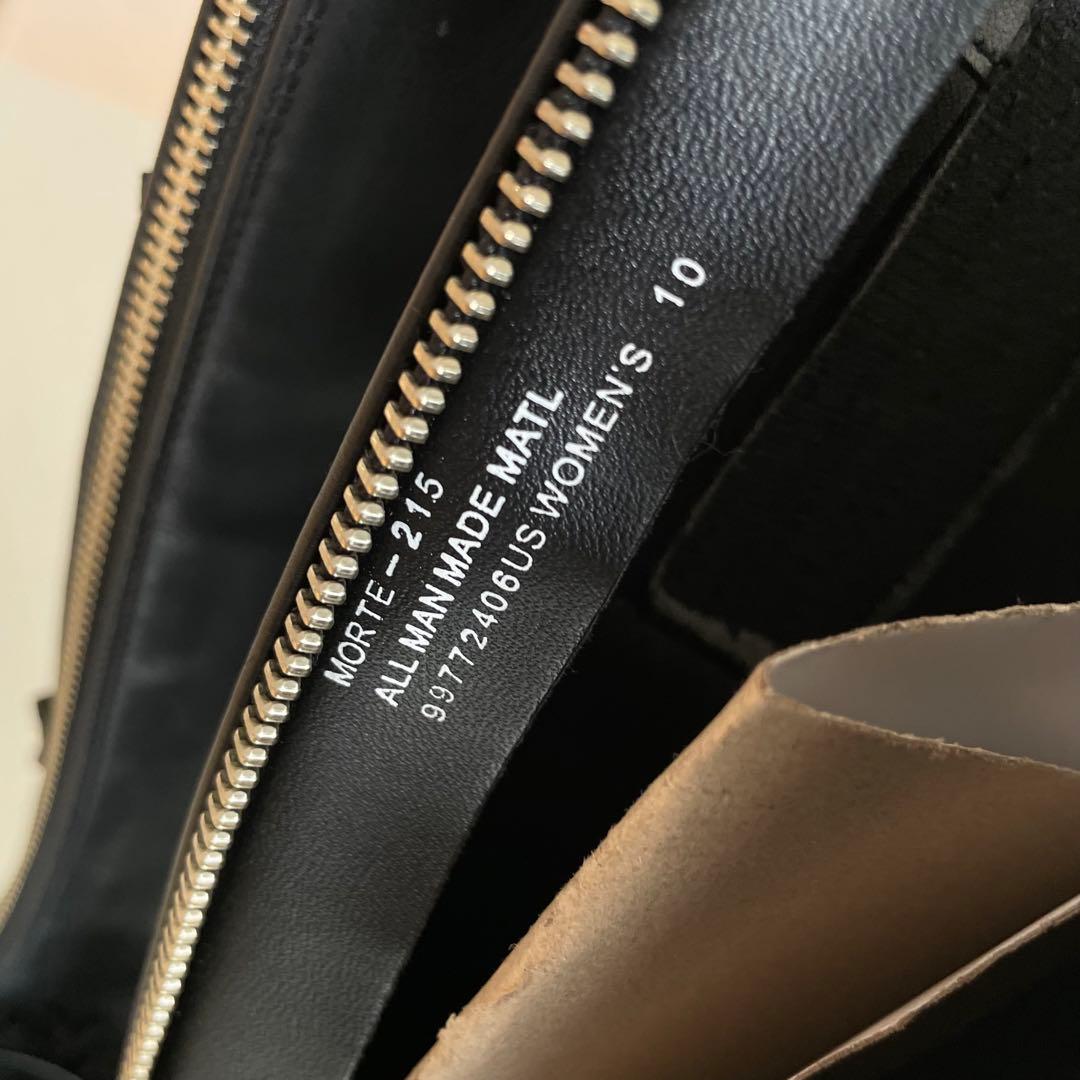 MORTE-215
ALL MAN MADE MATL
99772406US WOMEN'S 10